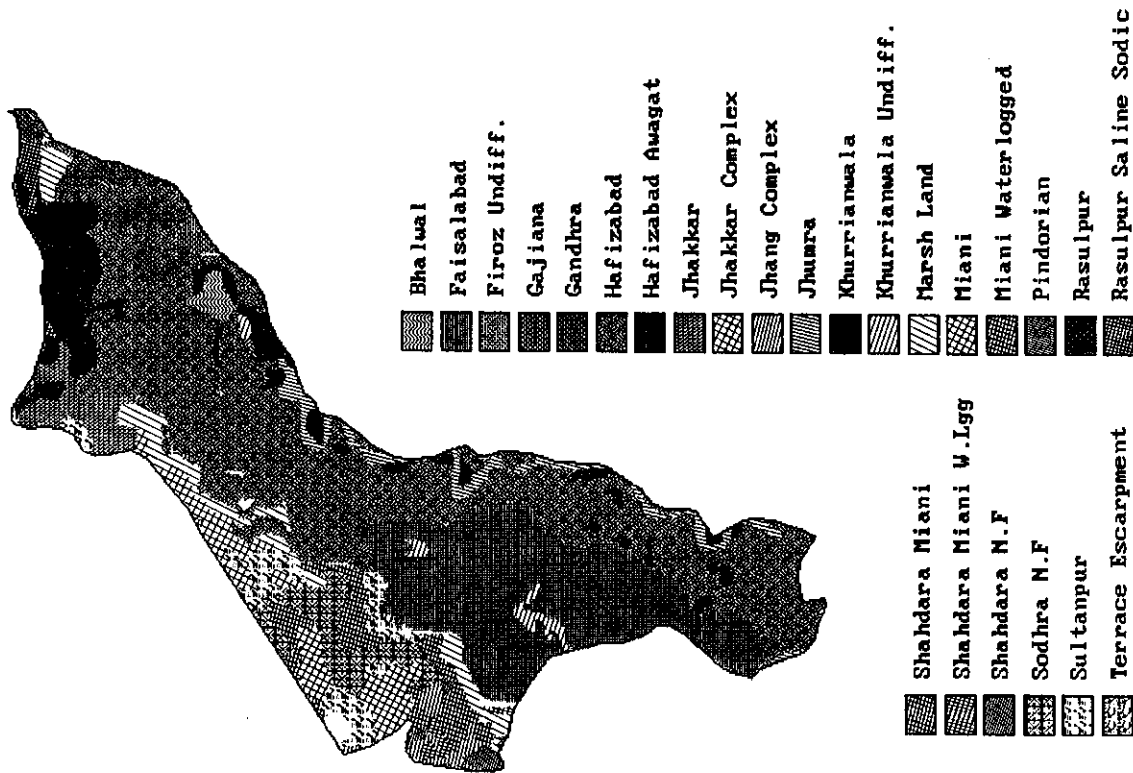 Bhalwal
Faisalabad
Firoz Undiff.
Gajiana
Gandhra
Hafizabad
Hafizabad Awagat
Jhakkar
Jhakkar Complex
Jhang Complex
Jhumra
Khurrianwala
Khurrianwala Undiff.
Marsh Land
Miani
Miani Waterlogged
Pindorian
Rasulpur
Rasulpur Saline Sodic
Shahdara Miani
Shahdara Miani W.Lgg
Shahdara N.F
Sodhra N.F
Sultanpur
Terrace Escarpment